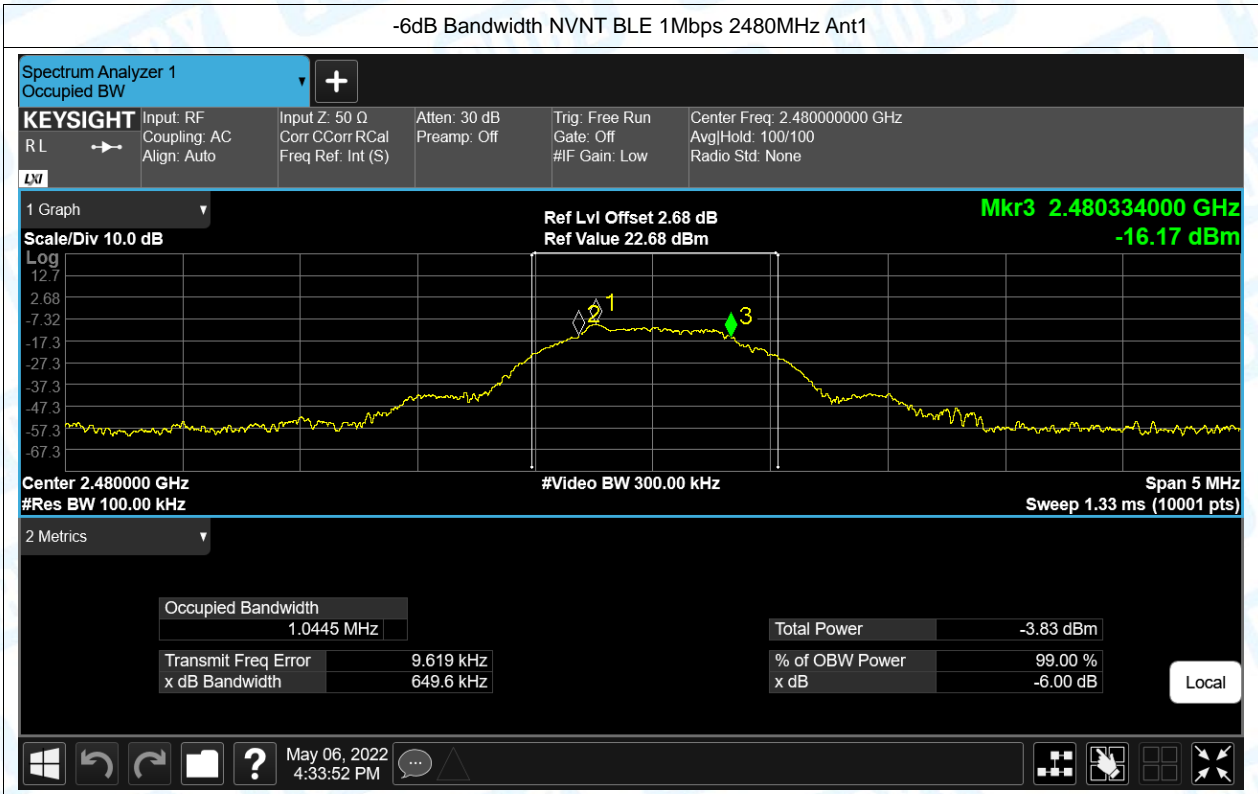 -6dB Bandwidth NVNT BLE 1Mbps 2480MHz Ant1
Spectrum Analyzer 1
Occupied BW
+
KEYSIGHT
RL
LXI
Input: RF
Coupling: AC
Align: Auto
Input Z: 50 Ω
Corr CCorr RCal
Freq Ref: Int (S)
Atten: 30 dB
Preamp: Off
Trig: Free Run
Gate: Off
#IF Gain: Low
Center Freq: 2.480000000 GHz
Avg|Hold: 100/100
Radio Std: None
1 Graph
Scale/Div 10.0 dB
Ref Lvl Offset 2.68 dB
Ref Value 22.68 dBm
Mkr3 2.480334000 GHz
-16.17 dBm
Log
12.7
2.68
-7.32
-17.3
-27.3
-37.3
-47.3
-57.3
-67.3
1
2
3
Center 2.480000 GHz
#Res BW 100.00 kHz
#Video BW 300.00 kHz
Span 5 MHz
Sweep 1.33 ms (10001 pts)
2 Metrics
Occupied Bandwidth
1.0445 MHz
Transmit Freq Error 9.619 kHz
x dB Bandwidth 649.6 kHz
Total Power -3.83 dBm
% of OBW Power 99.00 %
x dB -6.00 dB
Local
?
May 06, 2022
4:33:52 PM